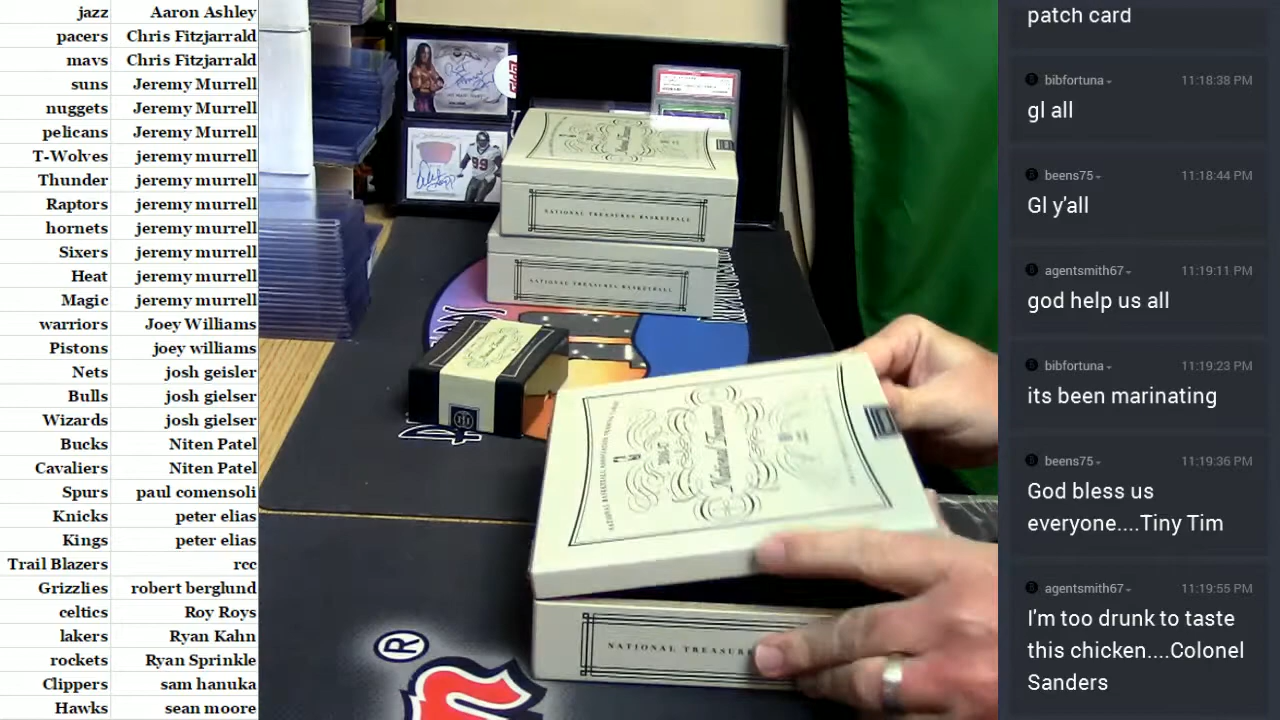 jazz Aaron Ashley
pacers Chris Fitzjarrald
mavs Chris Fitzjarrald
suns Jeremy Murrell
nuggets Jeremy Murrell
pelicans Jeremy Murrell
T-Wolves jeremy murrell
Thunder jeremy murrell
Raptors jeremy murrell
hornets jeremy murrell
Sixers jeremy murrell
Heat jeremy murrell
Magic jeremy murrell
warriors Joey Williams
Pistons joey williams
Nets josh geisler
Bulls josh gielser
Wizards josh gielser
Bucks Niten Patel
Cavaliers Niten Patel
Spurs paul comensoli
Knicks peter elias
Kings peter elias
Trail Blazers rcc
Grizzlies robert berglund
celtics Roy Roys
lakers Ryan Kahn
rockets Ryan Sprinkle
Clippers sam hanuka
Hawks sean moore
99
NATIONAL TREASURES BASKETBALL
NATIONAL TREASURES BASKETBALL
National Treasures
NATIONAL TREASURE
®
patch card
bibfortuna 11:18:38 PM
gl all
beens75 11:18:44 PM
Gl y'all
agentsmith67 11:19:11 PM
god help us all
bibfortuna 11:19:23 PM
its been marinating
beens75 11:19:36 PM
God bless us
everyone....Tiny Tim
agentsmith67 11:19:55 PM
I'm too drunk to taste
this chicken....Colonel
Sanders